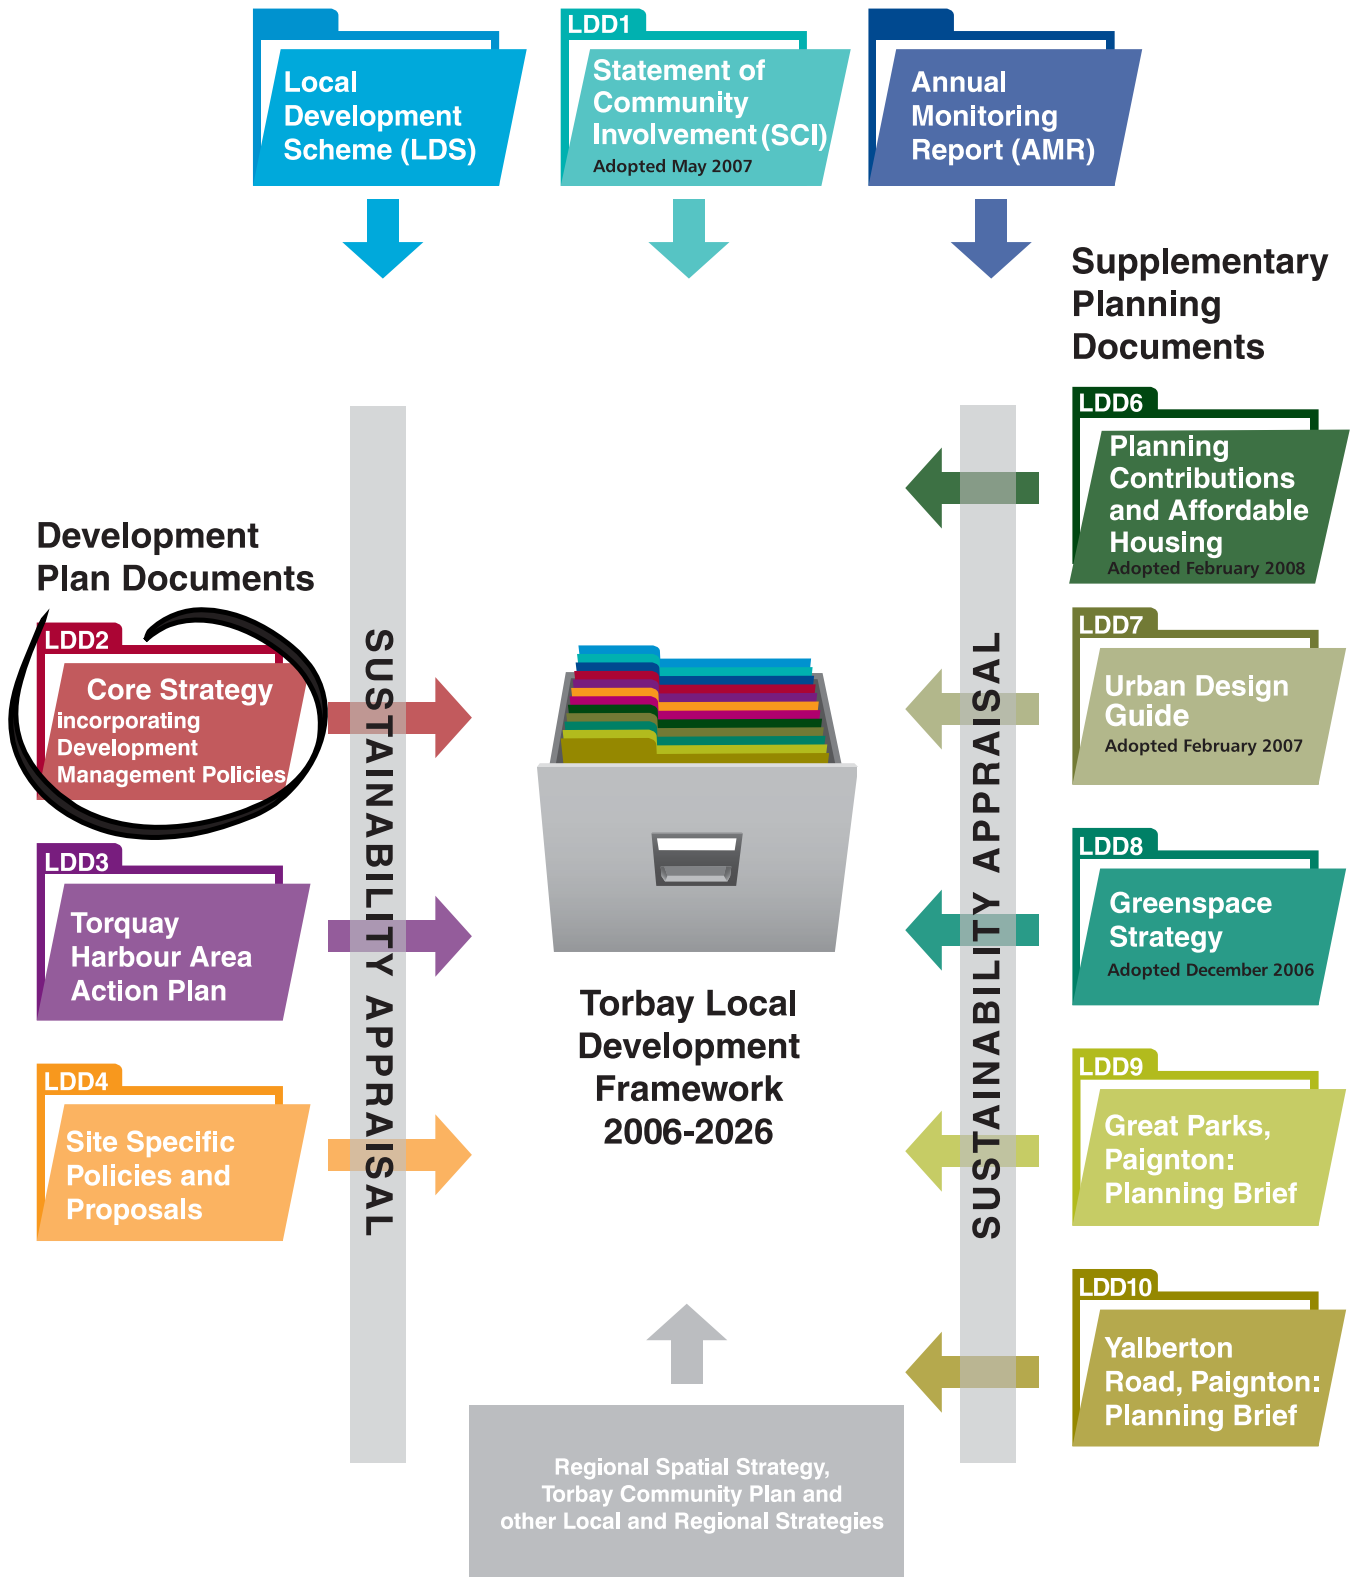 Local
Development
Scheme (LDS)
LDD1
Statement of
Community
Involvement (SCI)
Adopted May 2007
Annual
Monitoring
Report (AMR)
Supplementary
Planning
Documents
LDD6
Planning
Contributions
and Affordable
Housing
Adopted February 2008
LDD7
Urban Design
Guide
Adopted February 2007
LDD8
Greenspace
Strategy
Adopted December 2006
LDD9
Great Parks,
Paignton:
Planning Brief
LDD10
Yalberton
Road, Paignton:
Planning Brief
SUSTAINABILITY APPRAISAL
Development
Plan Documents
LDD2
Core Strategy
incorporating
Development
Management Policies
LDD3
Torquay
Harbour Area
Action Plan
LDD4
Site Specific
Policies and
Proposals
SUSTAINABILITY APPRAISAL
Torbay Local
Development
Framework
2006-2026
Regional Spatial Strategy,
Torbay Community Plan and
other Local and Regional Strategies